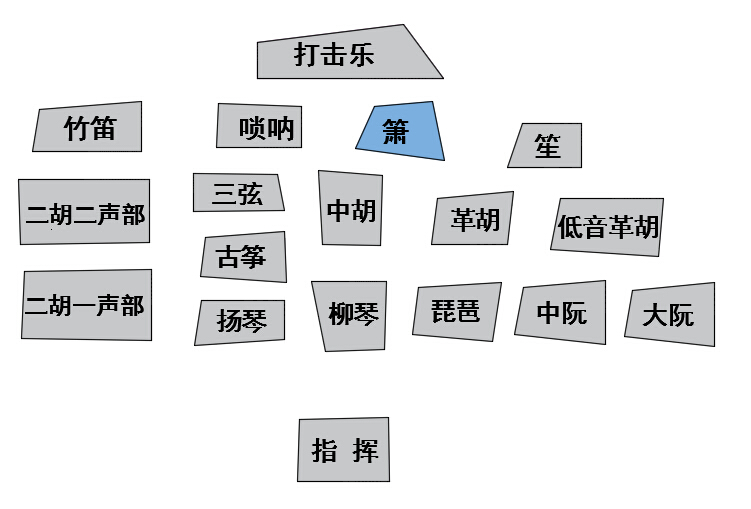 打击乐
竹笛
唢呐
箫
笙
二胡二声部
三弦
中胡
革胡
低音革胡
古筝
二胡一声部
扬琴
柳琴
琵琶
中阮
大阮
指 挥